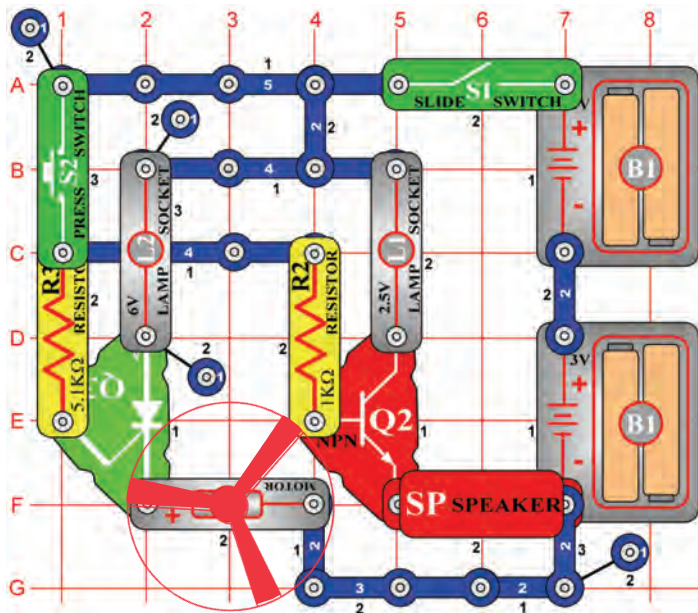 1 2 3 4 5 6 7 8
1
2
A
1
5
S1
SLIDE SWITCH
2
V
+
1
-
B1
2
1
2
2
B
4
1
S2
PRESS SWITCH
3
L2
6V
LAMP SOCKET
3
L1
2.5V
LAMP SOCKET
2
C
4
1
R3
RESISTOR
5.1KΩ
2
R2
RESISTOR
1KΩ
2
2
2
D
2
1
3V
+
1
-
B1
E
Q
1
Q2
NPN
1
F
MOTOR
+
2
SP SPEAKER
1
2
2
3
1
2
G
3
2
2
1